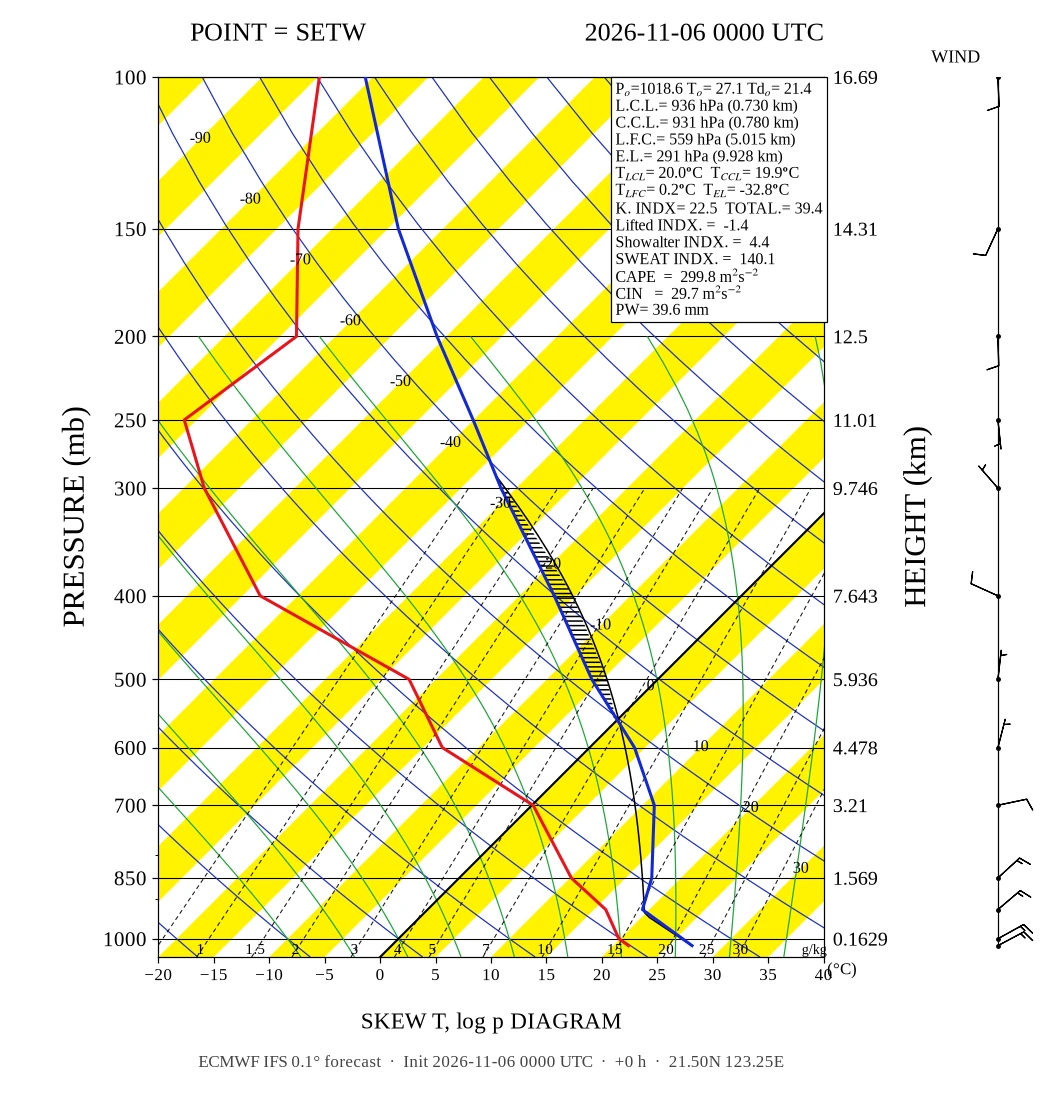 POINT = SETW 2026-11-06 0000 UTC
WIND
100 16.69
Pₒ=1018.6 Tₒ= 27.1 Tdₒ= 21.4
L.C.L.= 936 hPa (0.730 km)
C.C.L.= 931 hPa (0.780 km)
L.F.C.= 559 hPa (5.015 km)
E.L.= 291 hPa (9.928 km)
T_LCL= 20.0°C T_CCL= 19.9°C
T_LFC= 0.2°C T_EL= -32.8°C
K. INDX= 22.5 TOTAL.= 39.4
Lifted INDX. = -1.4
Showalter INDX. = 4.4
SWEAT INDX. = 140.1
CAPE = 299.8 m²s⁻²
CIN = 29.7 m²s⁻²
PW= 39.6 mm
-90
-80
150 14.31
-70
-60
200 12.5
-50
250 11.01
-40
300 9.746
-30
-20
400 7.643
-10
500 5.936
0
600 4.478
10
700 3.21
20
850 1.569
30
1000 0.1629
PRESSURE (mb)
HEIGHT (km)
1 1.5 2 3 4 5 7 10 15 20 25 30 g/kg
−20 −15 −10 −5 0 5 10 15 20 25 30 35 40 (°C)
SKEW T, log p DIAGRAM
ECMWF IFS 0.1° forecast · Init 2026-11-06 0000 UTC · +0 h · 21.50N 123.25E